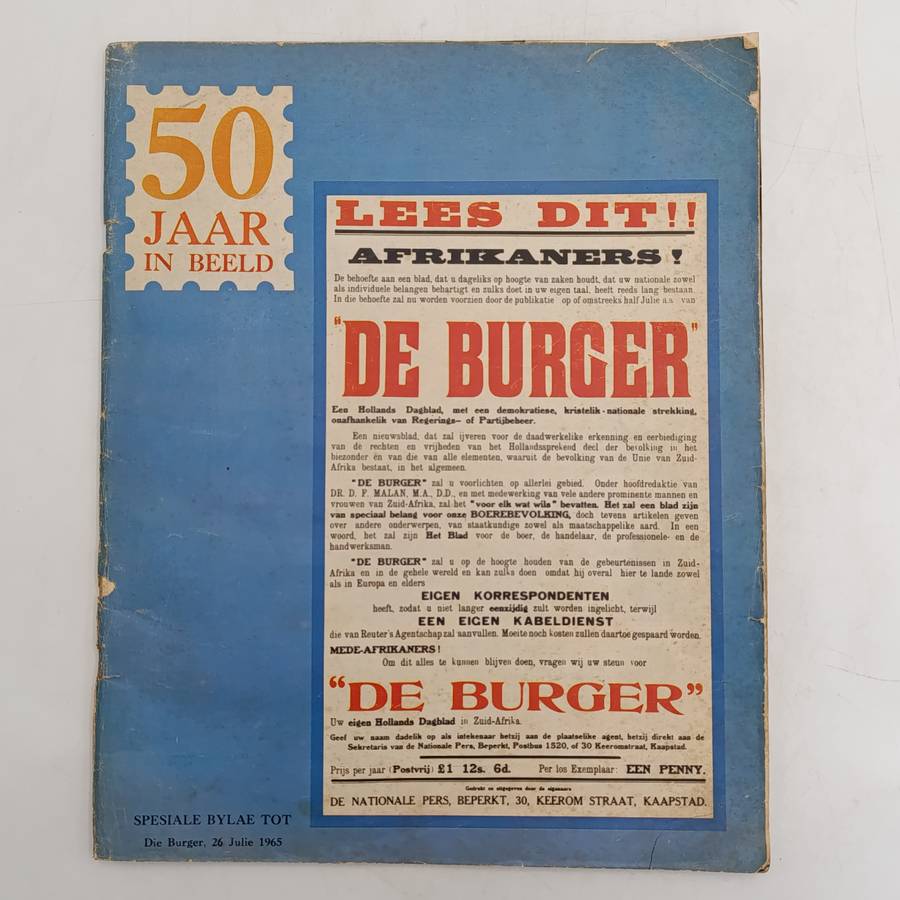 50
JAAR
IN BEELD
LEES DIT!!
AFRIKANERS!
De behoefte aan een blad, dat u dageliks op hoogte van zaken houdt, dat uw nationale zowel
als individuele belangen behartigt en zulks doet in uw eigen taal, heeft reeds lang bestaan.
In die behoefte zal nu worden voorzien door de publikatie op of omstreeks half Julie a.s. van
"DE BURGER"
Een Hollands Dagblad, met een demokratiese, kristelik-nationale strekking,
onafhankelik van Regerings- of Partijbeheer.
Een nieuwsblad, dat zal ijveren voor de daadwerkelike erkenning en eerbiediging
van de rechten en vrijheden van het Hollandssprekend deel der bevolking in het
biezonder én van die van alle elementen, waaruit de bevolking van de Unie van Zuid-
Afrika bestaat, in het algemeen.
"DE BURGER" zal u voorlichten op allerlei gebied. Onder hoofdredaktie van
DR. D. F. MALAN, M.A., D.D., en met medewerking van vele andere prominente mannen en
vrouwen van Zuid-Afrika, zal het "voor elk wat wils" bevatten. Het zal een blad zijn
van speciaal belang voor onze BOEREBEVOLKING, doch tevens artikelen geven
over andere onderwerpen, van staatkundige zowel als maatschappelike aard. In een
woord, het zal zijn Het Blad voor de boer, de handelaar, de professionele- en de
handwerksman.
"DE BURGER" zal u op de hoogte houden van de gebeurtenissen in Zuid-
Afrika en in de gehele wereld en kan zulks doen omdat hij overal hier te lande zowel
als in Europa en elders
EIGEN KORRESPONDENTEN
heeft, zodat u niet langer eenzijdig zult worden ingelicht, terwijl
EEN EIGEN KABELDIENST
die van Reuter's Agentschap zal aanvullen. Moeite noch kosten zullen daartoe gespaard worden.
MEDE-AFRIKANERS!
Om dit alles te kunnen blijven doen, vragen wij uw steun voor
"DE BURGER"
Uw eigen Hollands Dagblad in Zuid-Afrika.
Geef uw naam dadelik op als intekenaar hetzij aan de plaatselike agent, hetzij direkt aan de
Sekretaris van de Nationale Pers, Beperkt, Postbus 1520, of 30 Keeromstraat, Kaapstad.
Prijs per jaar (Postvrij) £1 12s. 6d. Per los Exemplaar: EEN PENNY.
Gedrukt en uitgegeven door de eigenaars
DE NATIONALE PERS, BEPERKT, 30, KEEROM STRAAT, KAAPSTAD.
SPESIALE BYLAE TOT
Die Burger, 26 Julie 1965